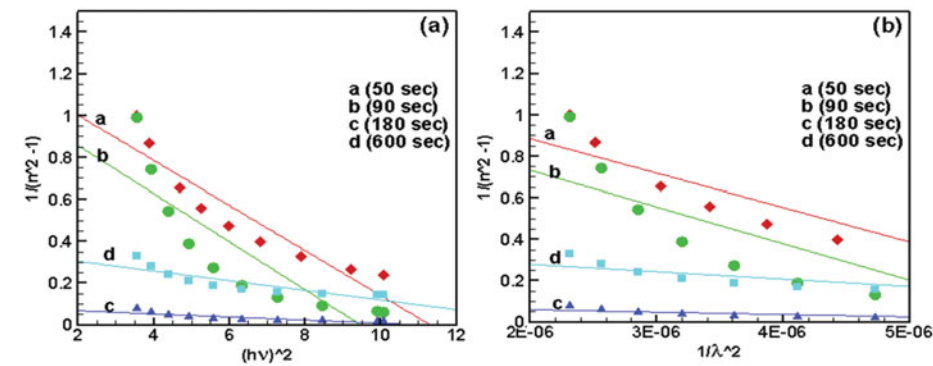 (a)
1.4
1.2
1
0.8
0.6
0.4
0.2
0
1/(n^2 -1)
a (50 sec)
b (90 sec)
c (180 sec)
d (600 sec)
a
b
d
c
2 4 6 8 10 12
(hν)^2
(b)
1.4
1.2
1
0.8
0.6
0.4
0.2
0
1/(n^2 -1)
a (50 sec)
b (90 sec)
c (180 sec)
d (600 sec)
a
b
d
c
2E-06 3E-06 4E-06 5E-06
1/λ^2